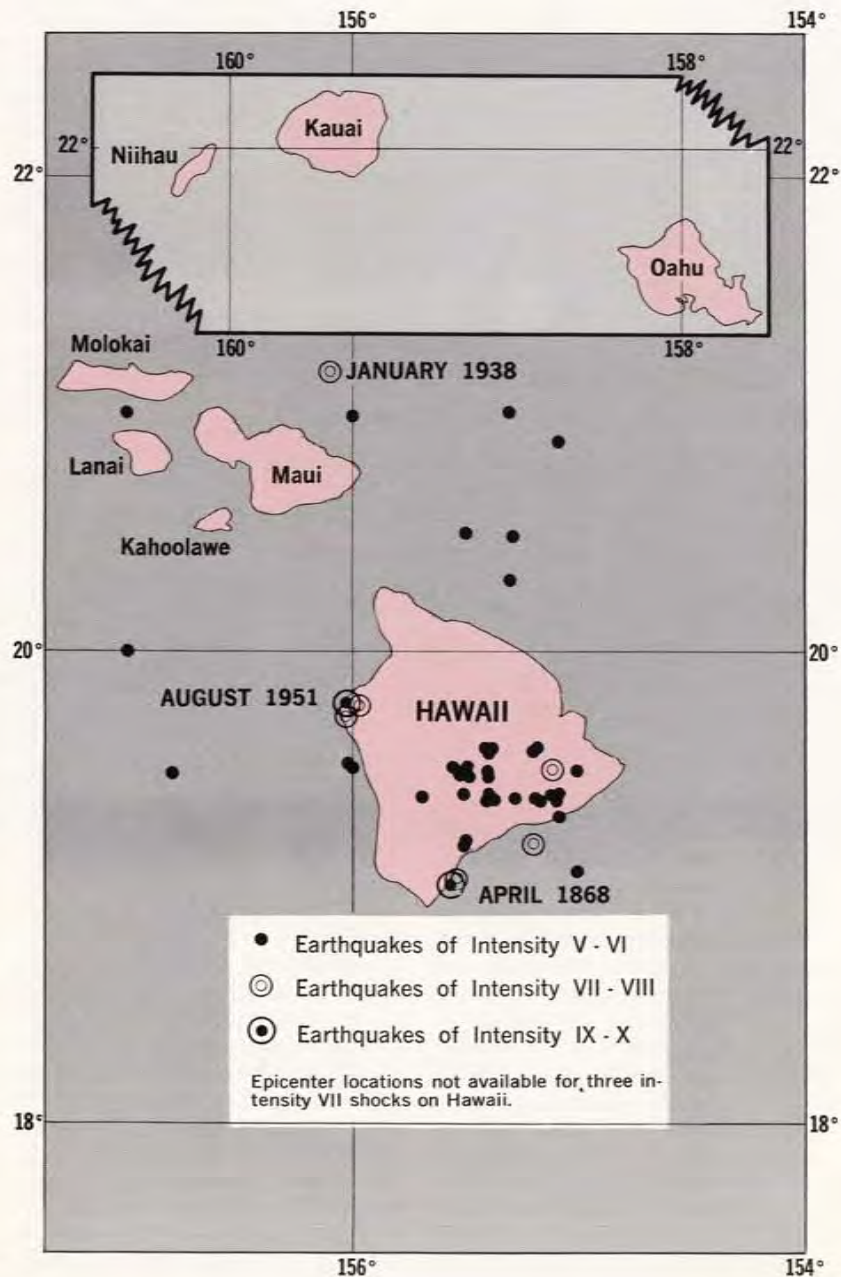 156° 154°
160° 158°
Kauai
22° 22°
Niihau
22° 22°
Oahu
160° 158°
Molokai
JANUARY 1938
Lanai
Maui
Kahoolawe
20° 20°
AUGUST 1951
HAWAII
APRIL 1868
Earthquakes of Intensity V - VI
Earthquakes of Intensity VII - VIII
Earthquakes of Intensity IX - X
Epicenter locations not available for three in-
tensity VII shocks on Hawaii.
18° 18°
156° 154°